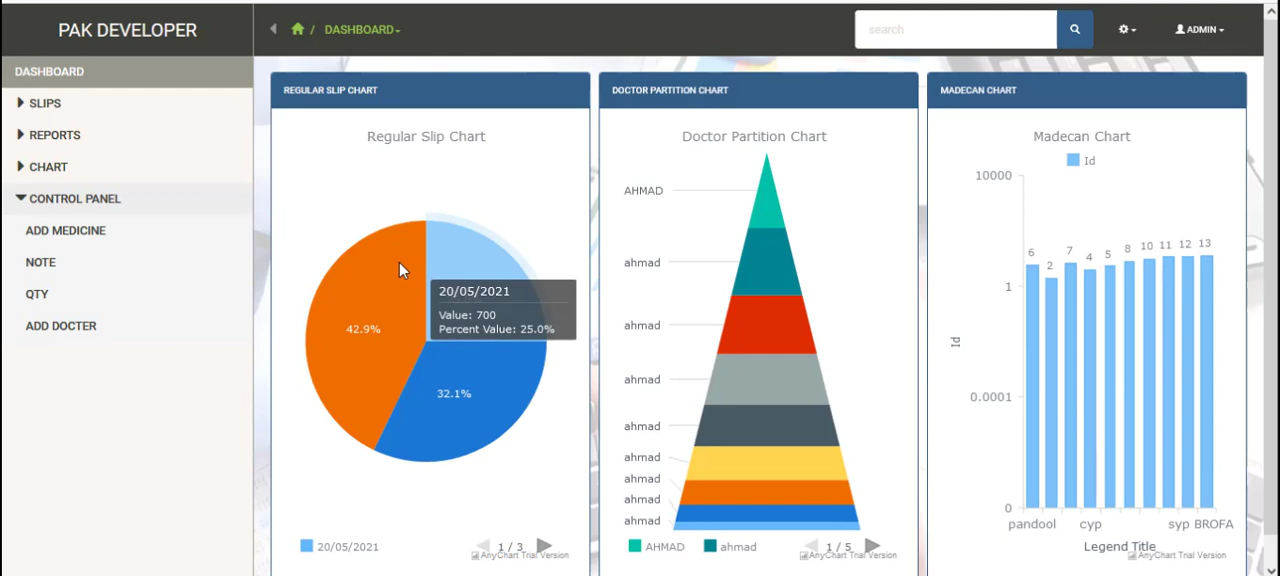 PAK DEVELOPER
/ DASHBOARD
search
ADMIN
DASHBOARD
SLIPS
REPORTS
CHART
CONTROL PANEL
ADD MEDICINE
NOTE
QTY
ADD DOCTER
REGULAR SLIP CHART
Regular Slip Chart
42.9%
32.1%
20/05/2021
Value: 700
Percent Value: 25.0%
20/05/2021
1 / 3
AnyChart Trial Version
DOCTOR PARTITION CHART
Doctor Partition Chart
AHMAD
ahmad
ahmad
ahmad
ahmad
ahmad
ahmad
ahmad
ahmad
AHMAD ahmad
1 / 5
AnyChart Trial Version
MADECAN CHART
Madecan Chart
Id
10000
1
0.0001
0
Id
6 2 7 4 5 8 10 11 12 13
pandool cyp syp BROFA
Legend Title
AnyChart Trial Version